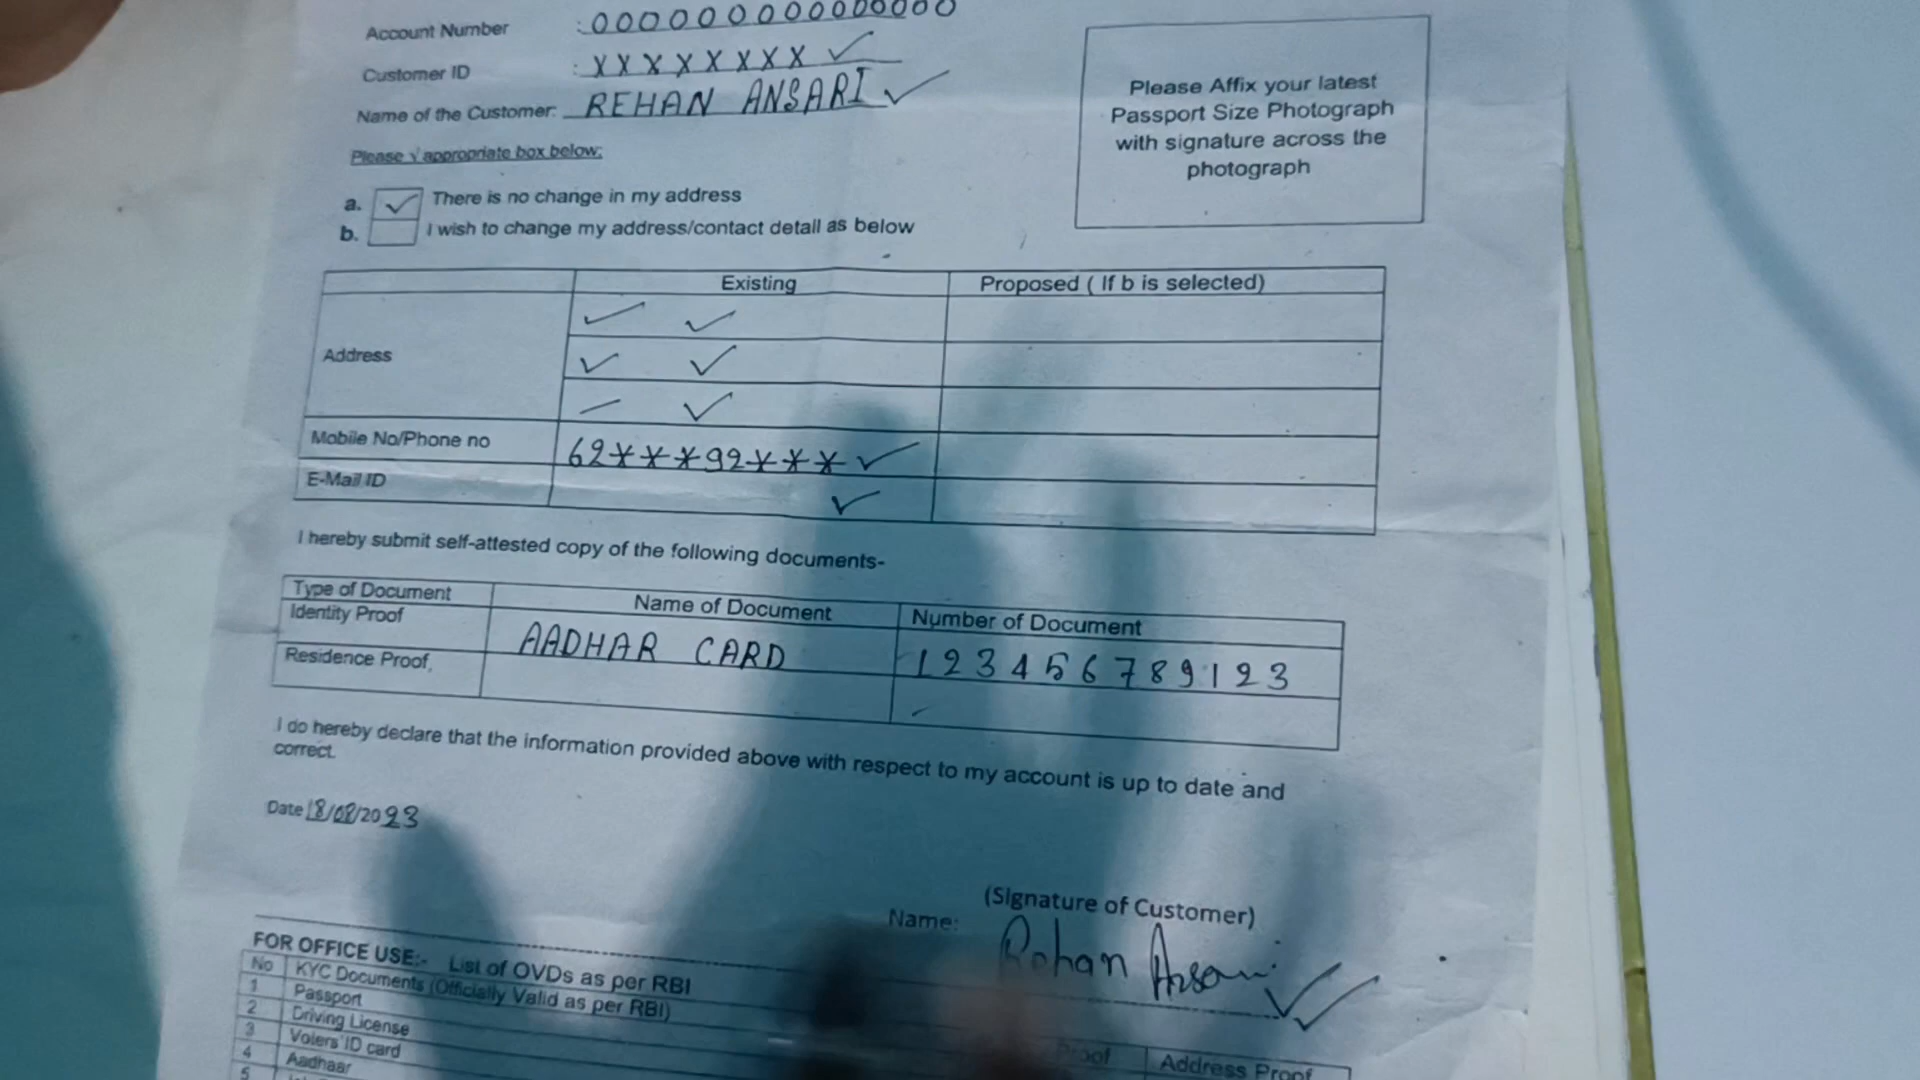 Account Number : 00000000000000
Customer ID : XXXXXXXX ✓
Name of the Customer: REHAN ANSARI ✓
Please √ appropriate box below:
a. ✓ There is no change in my address
b. I wish to change my address/contact detail as below
Please Affix your latest
Passport Size Photograph
with signature across the
photograph
Existing Proposed ( If b is selected)
Address
Mobile No/Phone no 62***92*** ✓
E-Mail ID ✓
I hereby submit self-attested copy of the following documents-
Type of Document Name of Document Number of Document
Identity Proof AADHAR CARD 123456789123
Residence Proof,
I do hereby declare that the information provided above with respect to my account is up to date and
correct.
Date 18/08/2023
(Signature of Customer)
Name: Rehan Ansari
FOR OFFICE USE:- List of OVDs as per RBI
No KYC Documents (Officially Valid as per RBI) Proof Address Proof
1 Passport
2 Driving License
3 Voters'ID card
4 Aadhaar
5